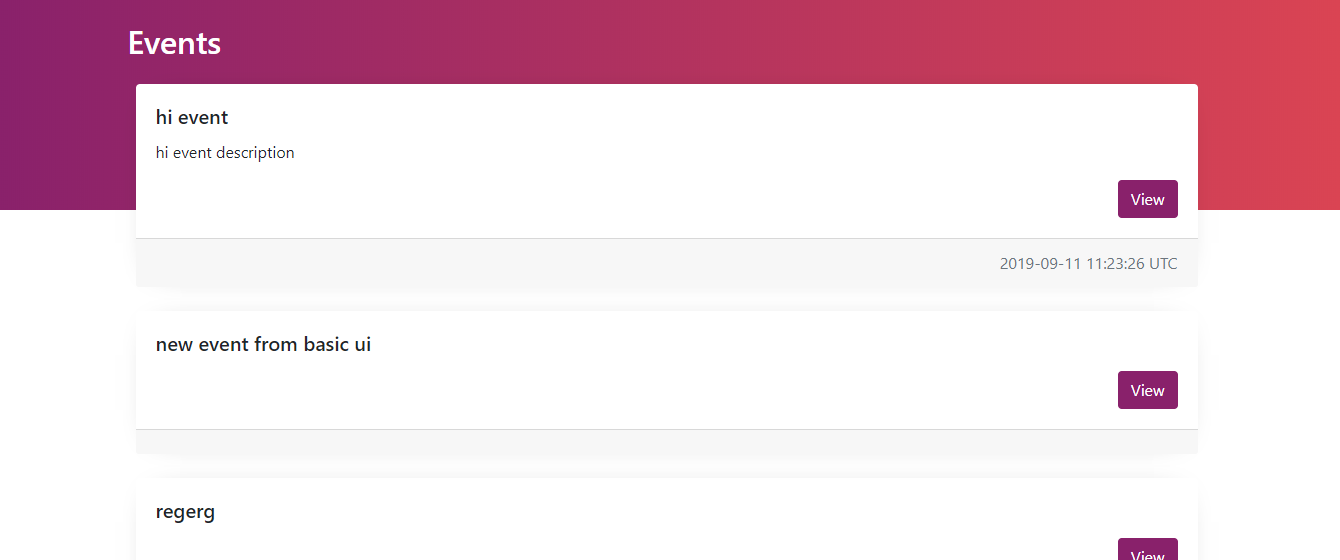 Events
hi event
hi event description
View
2019-09-11 11:23:26 UTC
new event from basic ui
View
regerg
View